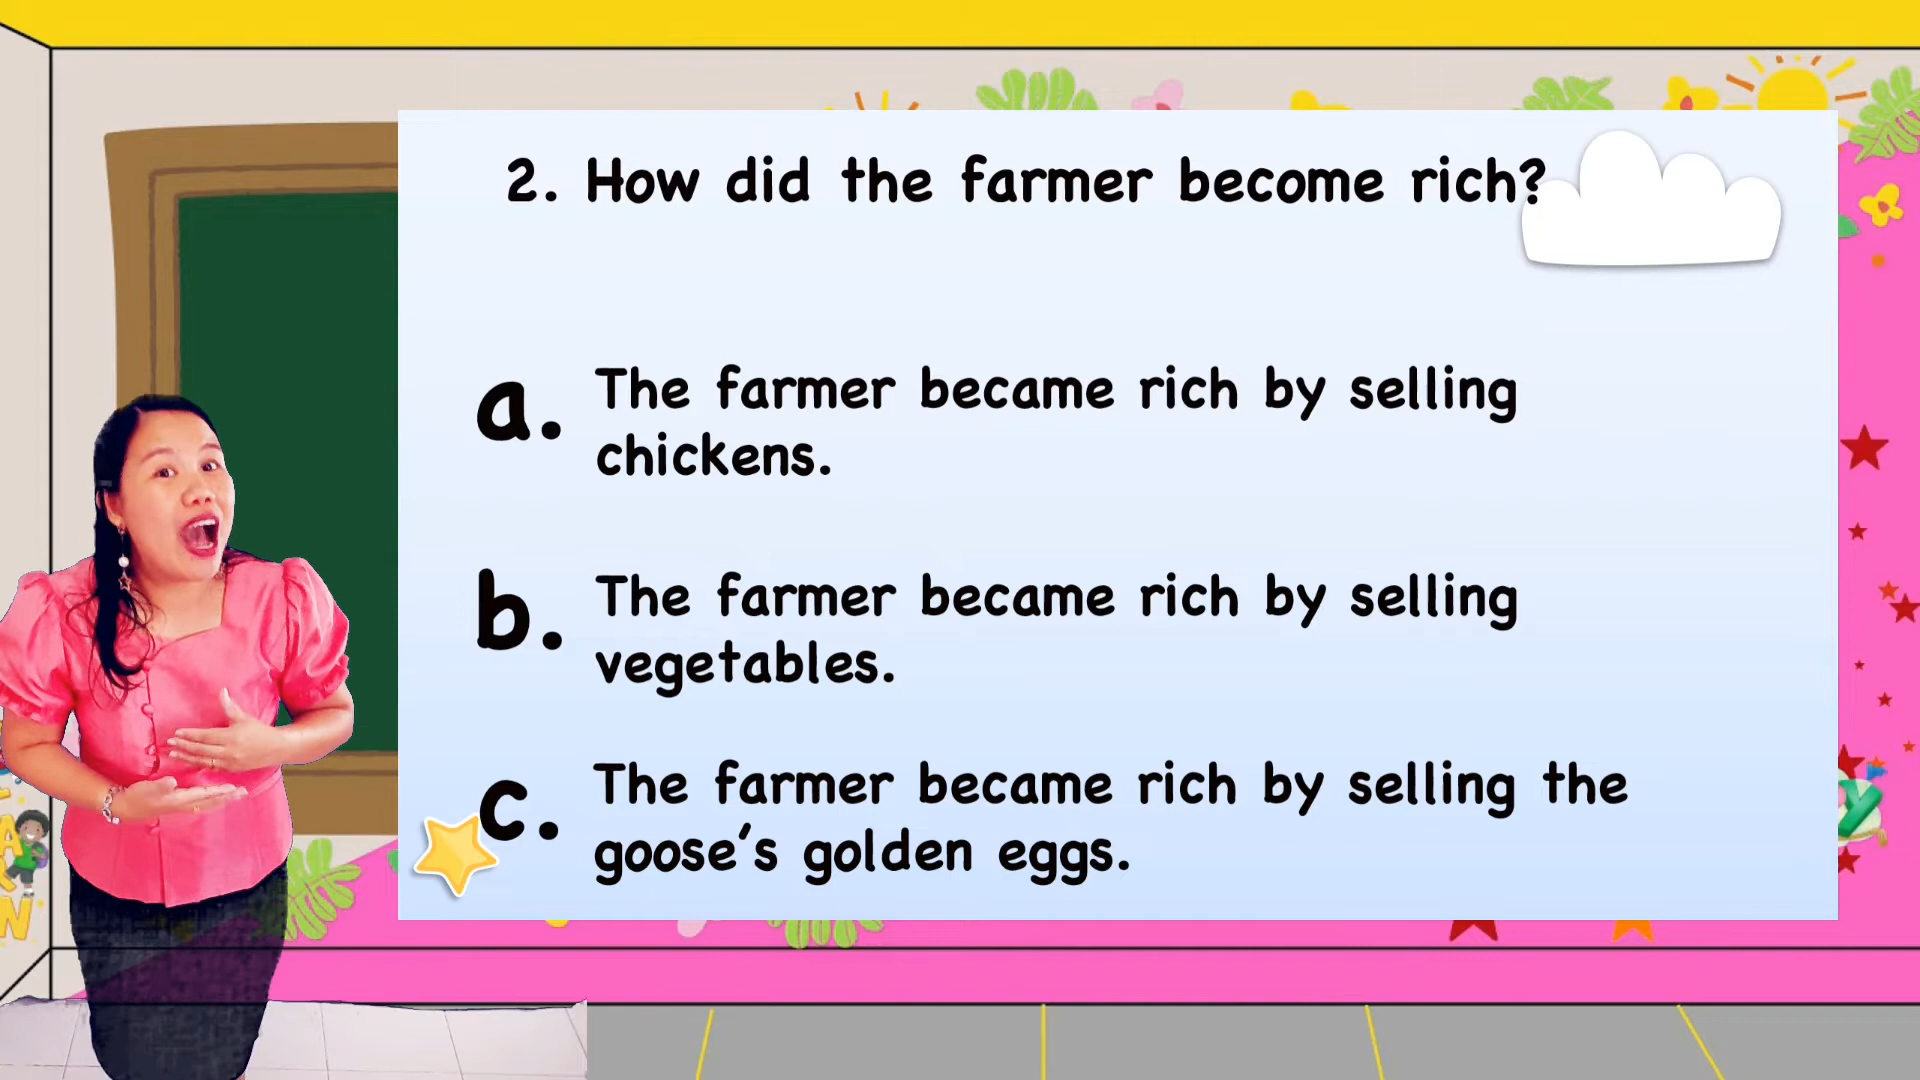 2. How did the farmer become rich?
a. The farmer became rich by selling
chickens.
b. The farmer became rich by selling
vegetables.
c. The farmer became rich by selling the
goose's golden eggs.